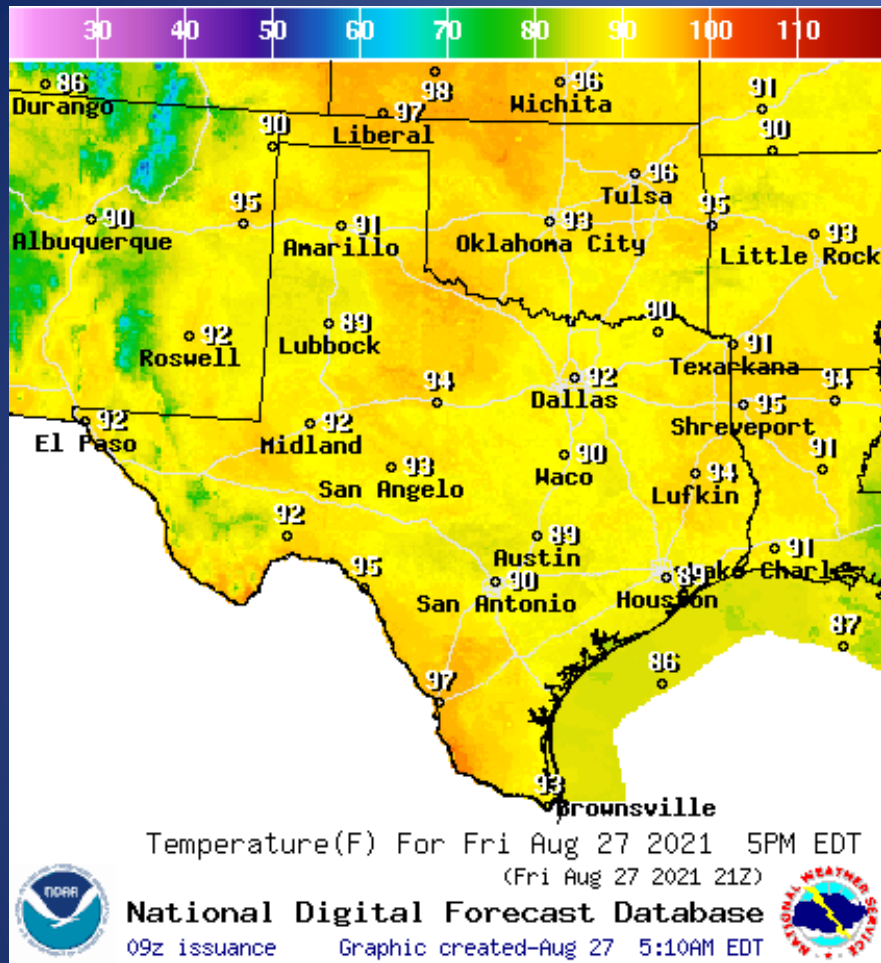 30 40 50 60 70 80 90 100 110
86
Durango
98
96
Wichita
91
97
Liberal
90
90
96
Tulsa
90
Albuquerque
95
91
Amarillo
93
Oklahoma City
95
93
Little Rock
92
Roswell
89
Lubbock
90
91
Texarkana
94
92
Dallas
95
Shreveport
94
92
El Paso
92
Midland
93
San Angelo
90
Waco
94
Lufkin
91
92
89
Austin
91
95
90
San Antonio
89
Houston
87
86
97
93
Brownsville
Temperature(F) For Fri Aug 27 2021 5PM EDT
(Fri Aug 27 2021 21Z)
NOAA
National Digital Forecast Database
09z issuance Graphic created-Aug 27 5:10AM EDT
NATIONAL WEATHER SERVICE